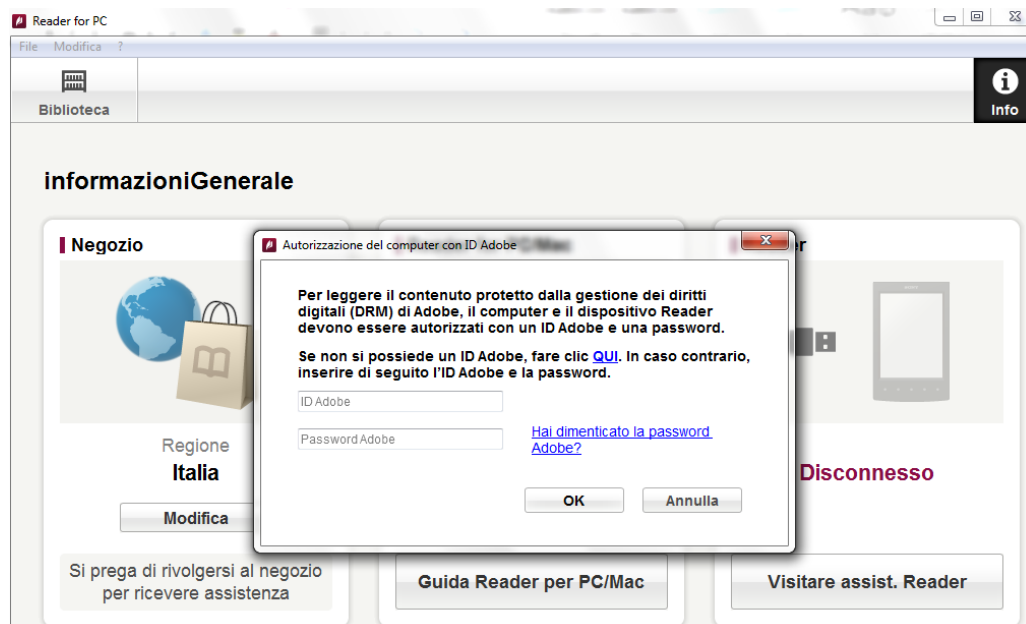 Reader for PC
File Modifica ?
Biblioteca
Info
informazioniGenerale
Negozio
Regione
Italia
Modifica
Si prega di rivolgersi al negozio
per ricevere assistenza
Autorizzazione del computer con ID Adobe
Per leggere il contenuto protetto dalla gestione dei diritti
digitali (DRM) di Adobe, il computer e il dispositivo Reader
devono essere autorizzati con un ID Adobe e una password.
Se non si possiede un ID Adobe, fare clic QUI. In caso contrario,
inserire di seguito l'ID Adobe e la password.
ID Adobe
Password Adobe
Hai dimenticato la password
Adobe?
OK
Annulla
Guida Reader per PC/Mac
Disconnesso
Visitare assist. Reader